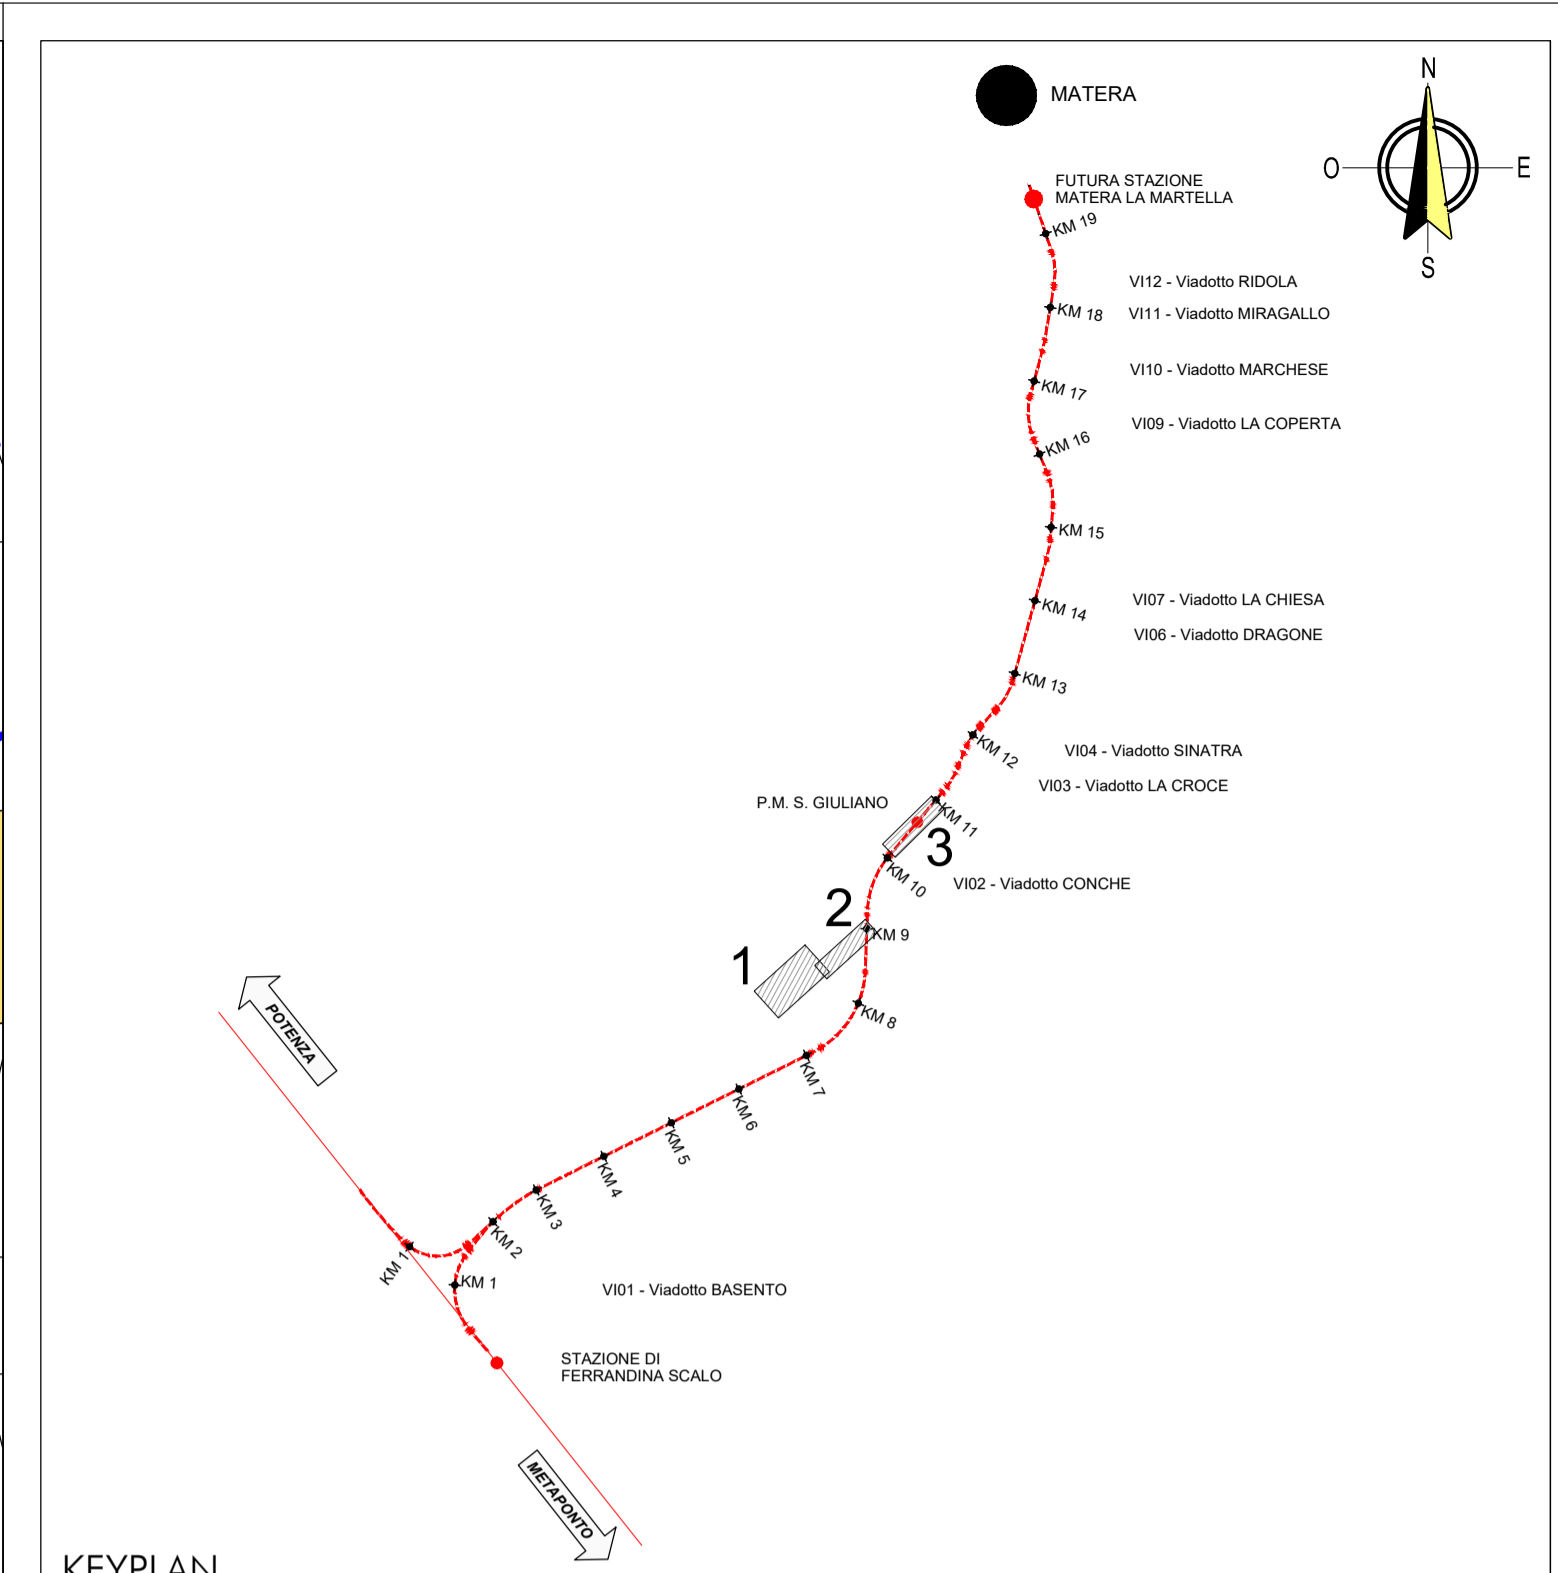 MATERA
N
O
E
S
FUTURA STAZIONE
MATERA LA MARTELLA
KM 19
VI12 - Viadotto RIDOLA
KM 18
VI11 - Viadotto MIRAGALLO
VI10 - Viadotto MARCHESE
KM 17
VI09 - Viadotto LA COPERTA
KM 16
KM 15
VI07 - Viadotto LA CHIESA
KM 14
VI06 - Viadotto DRAGONE
KM 13
KM 12
VI04 - Viadotto SINATRA
VI03 - Viadotto LA CROCE
P.M. S. GIULIANO
KM 11
3
KM 10
VI02 - Viadotto CONCHE
2
KM 9
1
KM 8
POTENZA
KM 7
KM 6
KM 5
KM 4
KM 3
KM 2
KM 1
KM 1
VI01 - Viadotto BASENTO
STAZIONE DI
FERRANDINA SCALO
METAPONTO
KEYPLAN